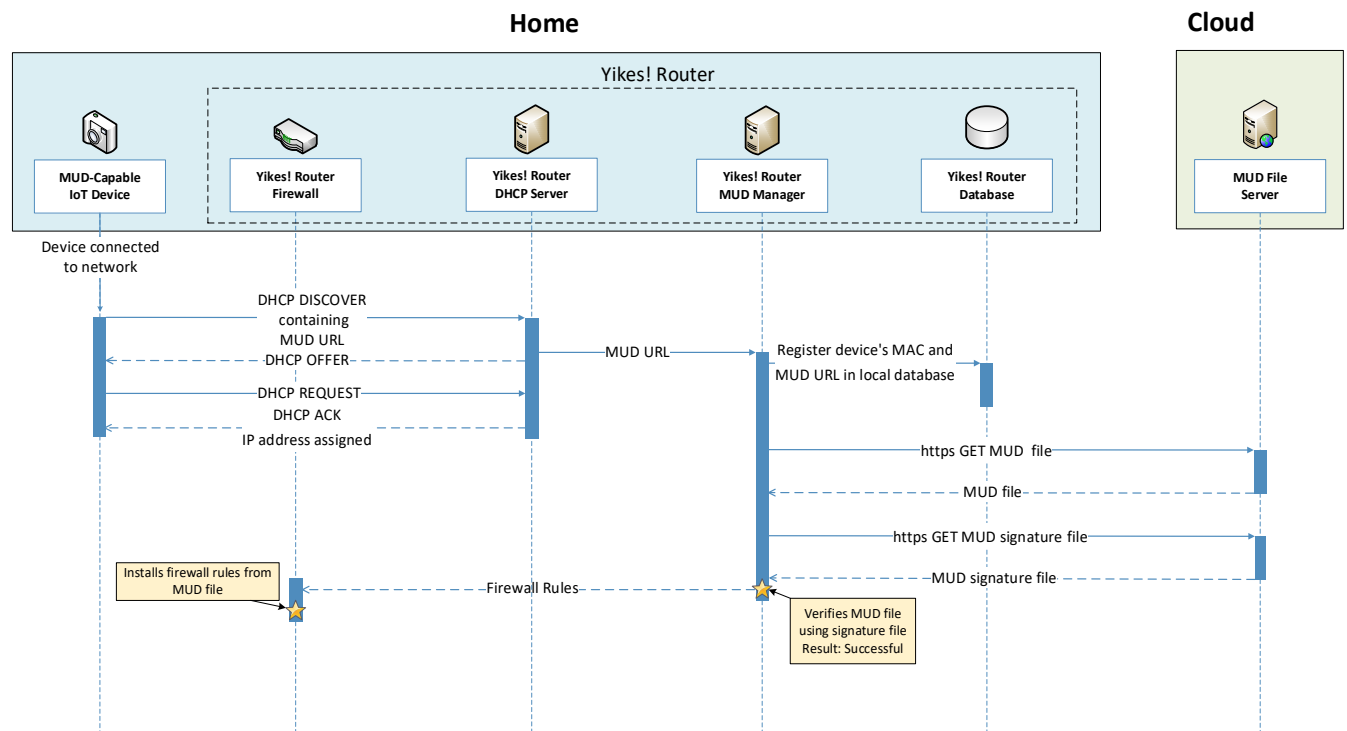 Home
Cloud
Yikes! Router
MUD-Capable
IoT Device
Yikes! Router
Firewall
Yikes! Router
DHCP Server
Yikes! Router
MUD Manager
Yikes! Router
Database
MUD File
Server
Device connected
to network
DHCP DISCOVER
containing
MUD URL
DHCP OFFER
MUD URL
Register device's MAC and
MUD URL in local database
DHCP REQUEST
DHCP ACK
IP address assigned
https GET MUD file
MUD file
https GET MUD signature file
MUD signature file
Installs firewall rules from
MUD file
Firewall Rules
Verifies MUD file
using signature file
Result: Successful